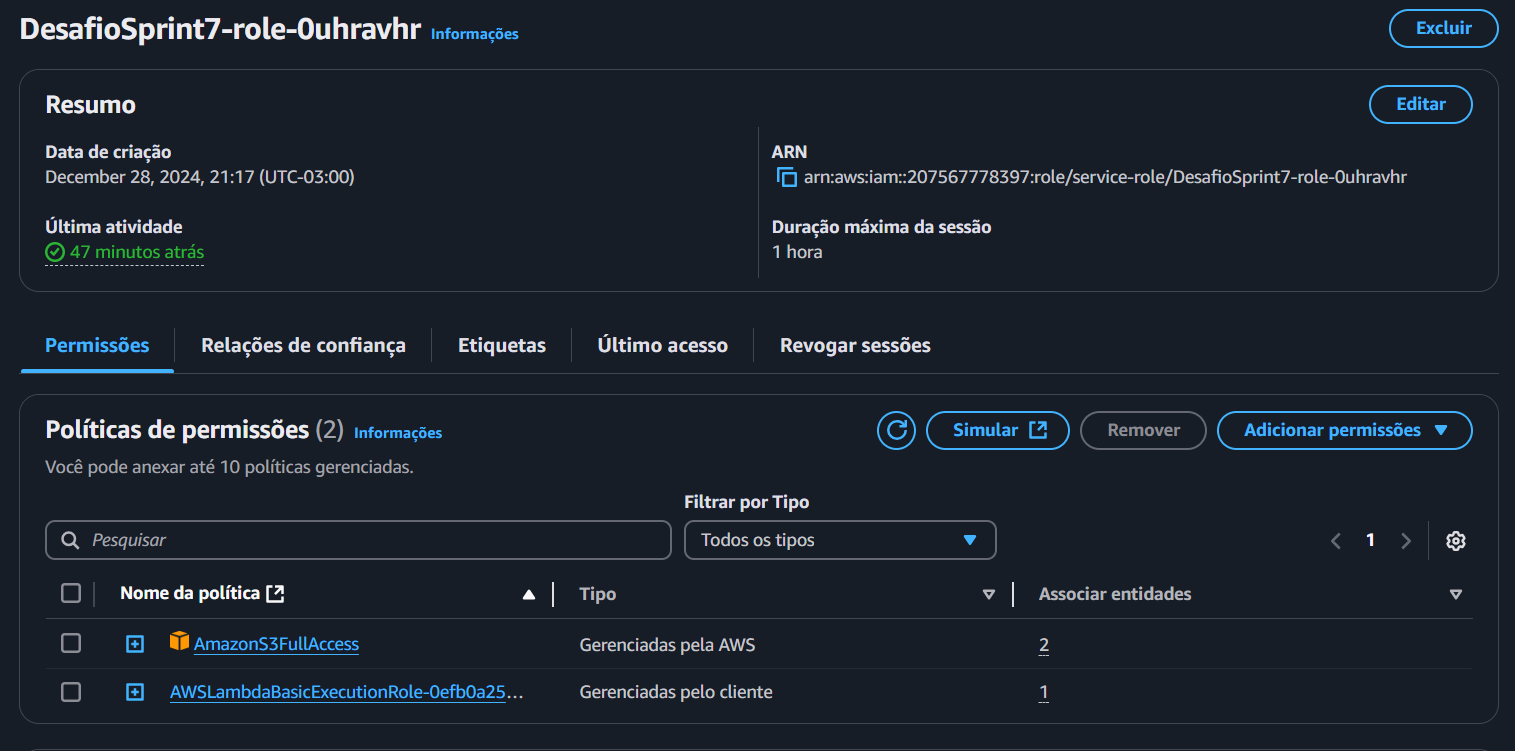 DesafioSprint7-role-0uhravhr Informações Excluir
Resumo Editar
Data de criação
December 28, 2024, 21:17 (UTC-03:00)
ARN
arn:aws:iam::207567778397:role/service-role/DesafioSprint7-role-0uhravhr
Última atividade
47 minutos atrás
Duração máxima da sessão
1 hora
Permissões Relações de confiança Etiquetas Último acesso Revogar sessões
Políticas de permissões (2) Informações Simular Remover Adicionar permissões
Você pode anexar até 10 políticas gerenciadas.
Filtrar por Tipo
Pesquisar Todos os tipos 1
Nome da política Tipo Associar entidades
AmazonS3FullAccess Gerenciadas pela AWS 2
AWSLambdaBasicExecutionRole-0efb0a25... Gerenciadas pelo cliente 1